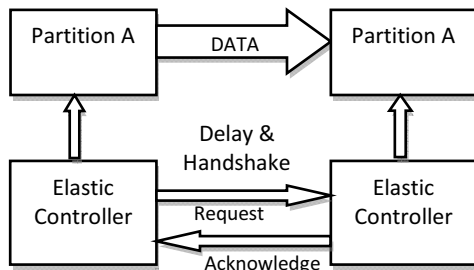 Partition A
Partition A
DATA
Delay &
Handshake
Elastic
Controller
Elastic
Controller
Request
Acknowledge